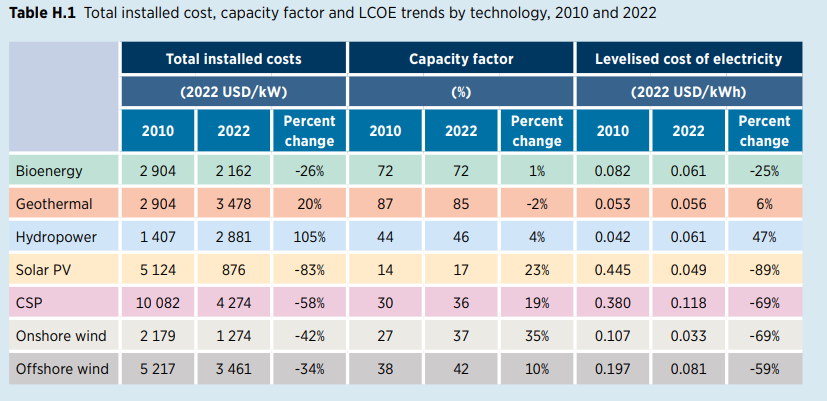 Table H.1 Total installed cost, capacity factor and LCOE trends by technology, 2010 and 2022
Total installed costs Capacity factor Levelised cost of electricity
(2022 USD/kW) (%) (2022 USD/kWh)
2010 2022 Percent change 2010 2022 Percent change 2010 2022 Percent change
Bioenergy 2 904 2 162 -26% 72 72 1% 0.082 0.061 -25%
Geothermal 2 904 3 478 20% 87 85 -2% 0.053 0.056 6%
Hydropower 1 407 2 881 105% 44 46 4% 0.042 0.061 47%
Solar PV 5 124 876 -83% 14 17 23% 0.445 0.049 -89%
CSP 10 082 4 274 -58% 30 36 19% 0.380 0.118 -69%
Onshore wind 2 179 1 274 -42% 27 37 35% 0.107 0.033 -69%
Offshore wind 5 217 3 461 -34% 38 42 10% 0.197 0.081 -59%